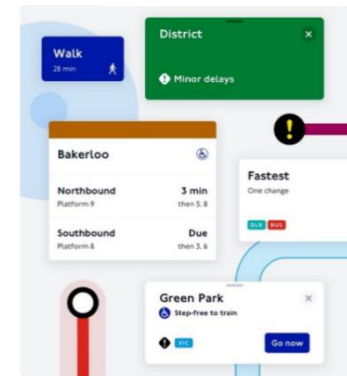 Walk
28 min
District
Minor delays
Bakerloo
Northbound 3 min
Platform 9 then 5, 8
Southbound Due
Platform 8 then 3, 6
Fastest
One change
DLR BUS
Green Park
Step-free to train
VIC Go now